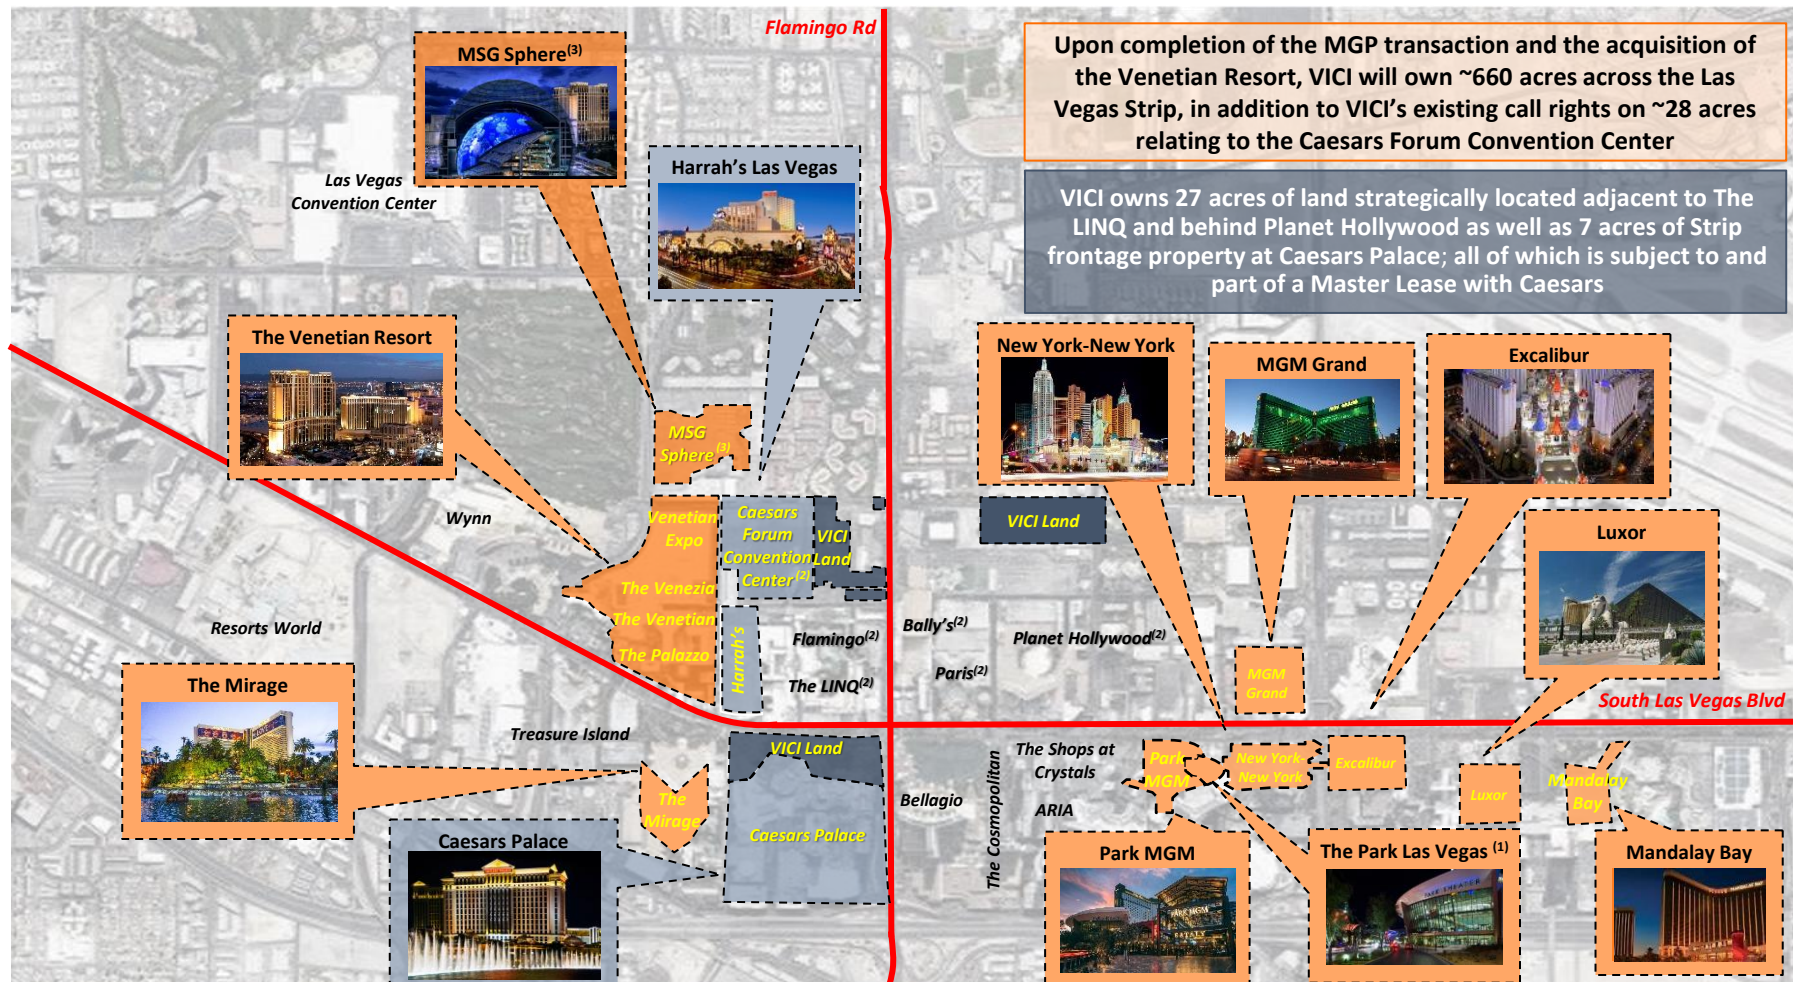 Flamingo Rd
MSG Sphere(3)
Upon completion of the MGP transaction and the acquisition of
the Venetian Resort, VICI will own ~660 acres across the Las
Vegas Strip, in addition to VICI's existing call rights on ~28 acres
relating to the Caesars Forum Convention Center
Harrah's Las Vegas
Las Vegas
Convention Center
VICI owns 27 acres of land strategically located adjacent to The
LINQ and behind Planet Hollywood as well as 7 acres of Strip
frontage property at Caesars Palace; all of which is subject to and
part of a Master Lease with Caesars
The Venetian Resort
New York-New York
MGM Grand
Excalibur
MSG
Sphere(3)
Wynn
Venetian
Expo
Caesars
Forum
Convention
Center(2)
VICI
Land
VICI Land
Luxor
The Venezia
The Venetian
The Palazzo
Harrah's
Resorts World
Flamingo(2)
The LINQ(2)
Bally's(2)
Paris(2)
Planet Hollywood(2)
MGM
Grand
South Las Vegas Blvd
The Mirage
Treasure Island
The
Mirage
VICI Land
Caesars Palace
Bellagio
The Cosmopolitan
The Shops at
Crystals
ARIA
Park
MGM
New York-
New York
Excalibur
Luxor
Mandalay
Bay
Caesars Palace
Park MGM
PARK MGM
EATALY
The Park Las Vegas (1)
PARK THEATER
Mandalay Bay